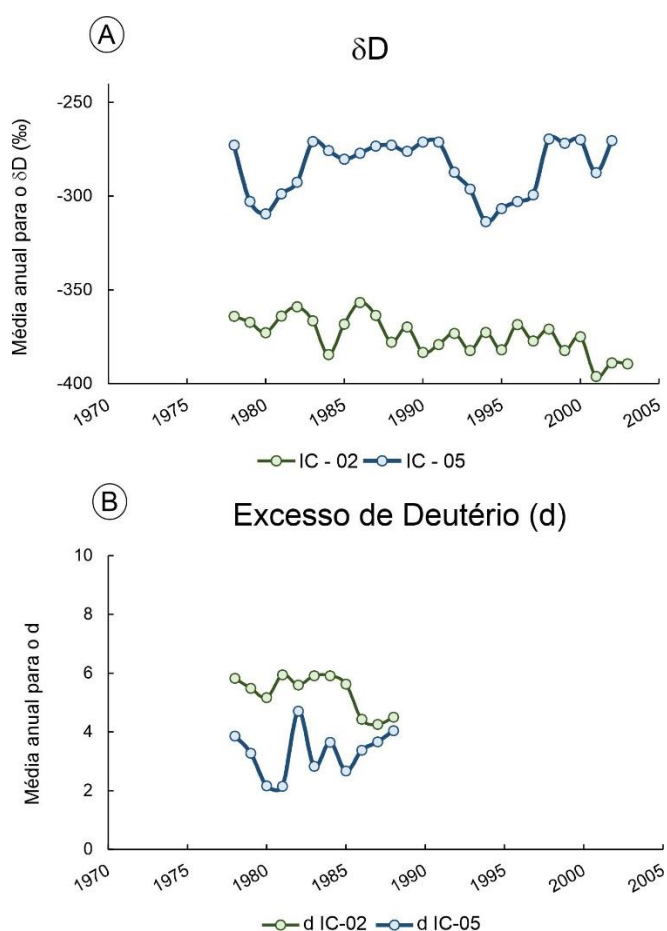 A
δD
Média anual para o δD (‰)
-250
-300
-350
-400
1970
1975
1980
1985
1990
1995
2000
2005
IC - 02
IC - 05
B
Excesso de Deutério (d)
Média anual para o d
10
8
6
4
2
0
1970
1975
1980
1985
1990
1995
2000
2005
d IC-02
d IC-05